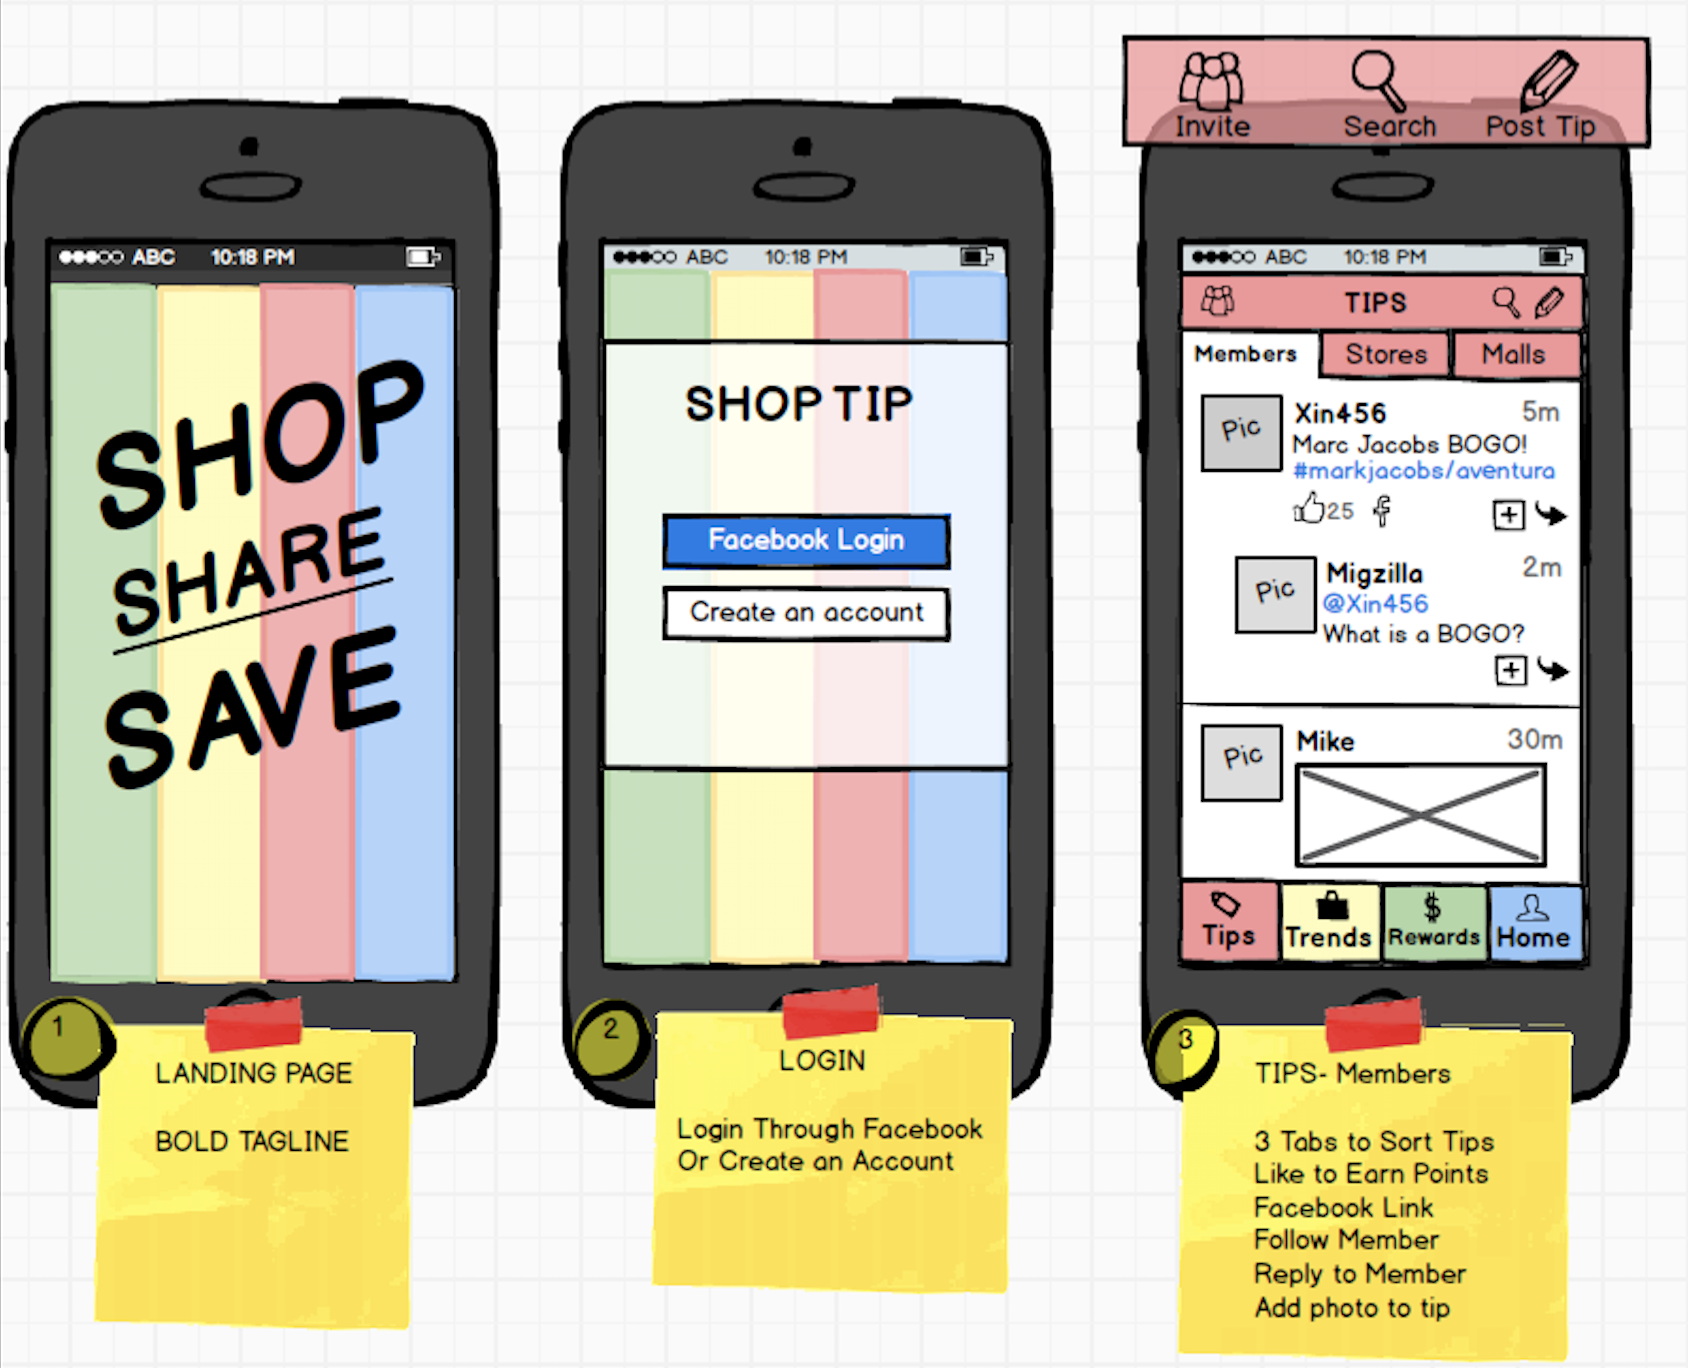 ABC 10:18 PM
SHOP
SHARE
SAVE
1
LANDING PAGE
BOLD TAGLINE
ABC 10:18 PM
SHOP TIP
Facebook Login
Create an account
2
LOGIN
Login Through Facebook
Or Create an Account
Invite Search Post Tip
ABC 10:18 PM
TIPS
Members Stores Malls
Pic
Xin456 5m
Marc Jacobs BOGO!
#markjacobs/aventura
25
Pic
Migzilla 2m
@Xin456
What is a BOGO?
Pic
Mike 30m
Tips Trends Rewards Home
3
TIPS- Members
3 Tabs to Sort Tips
Like to Earn Points
Facebook Link
Follow Member
Reply to Member
Add photo to tip